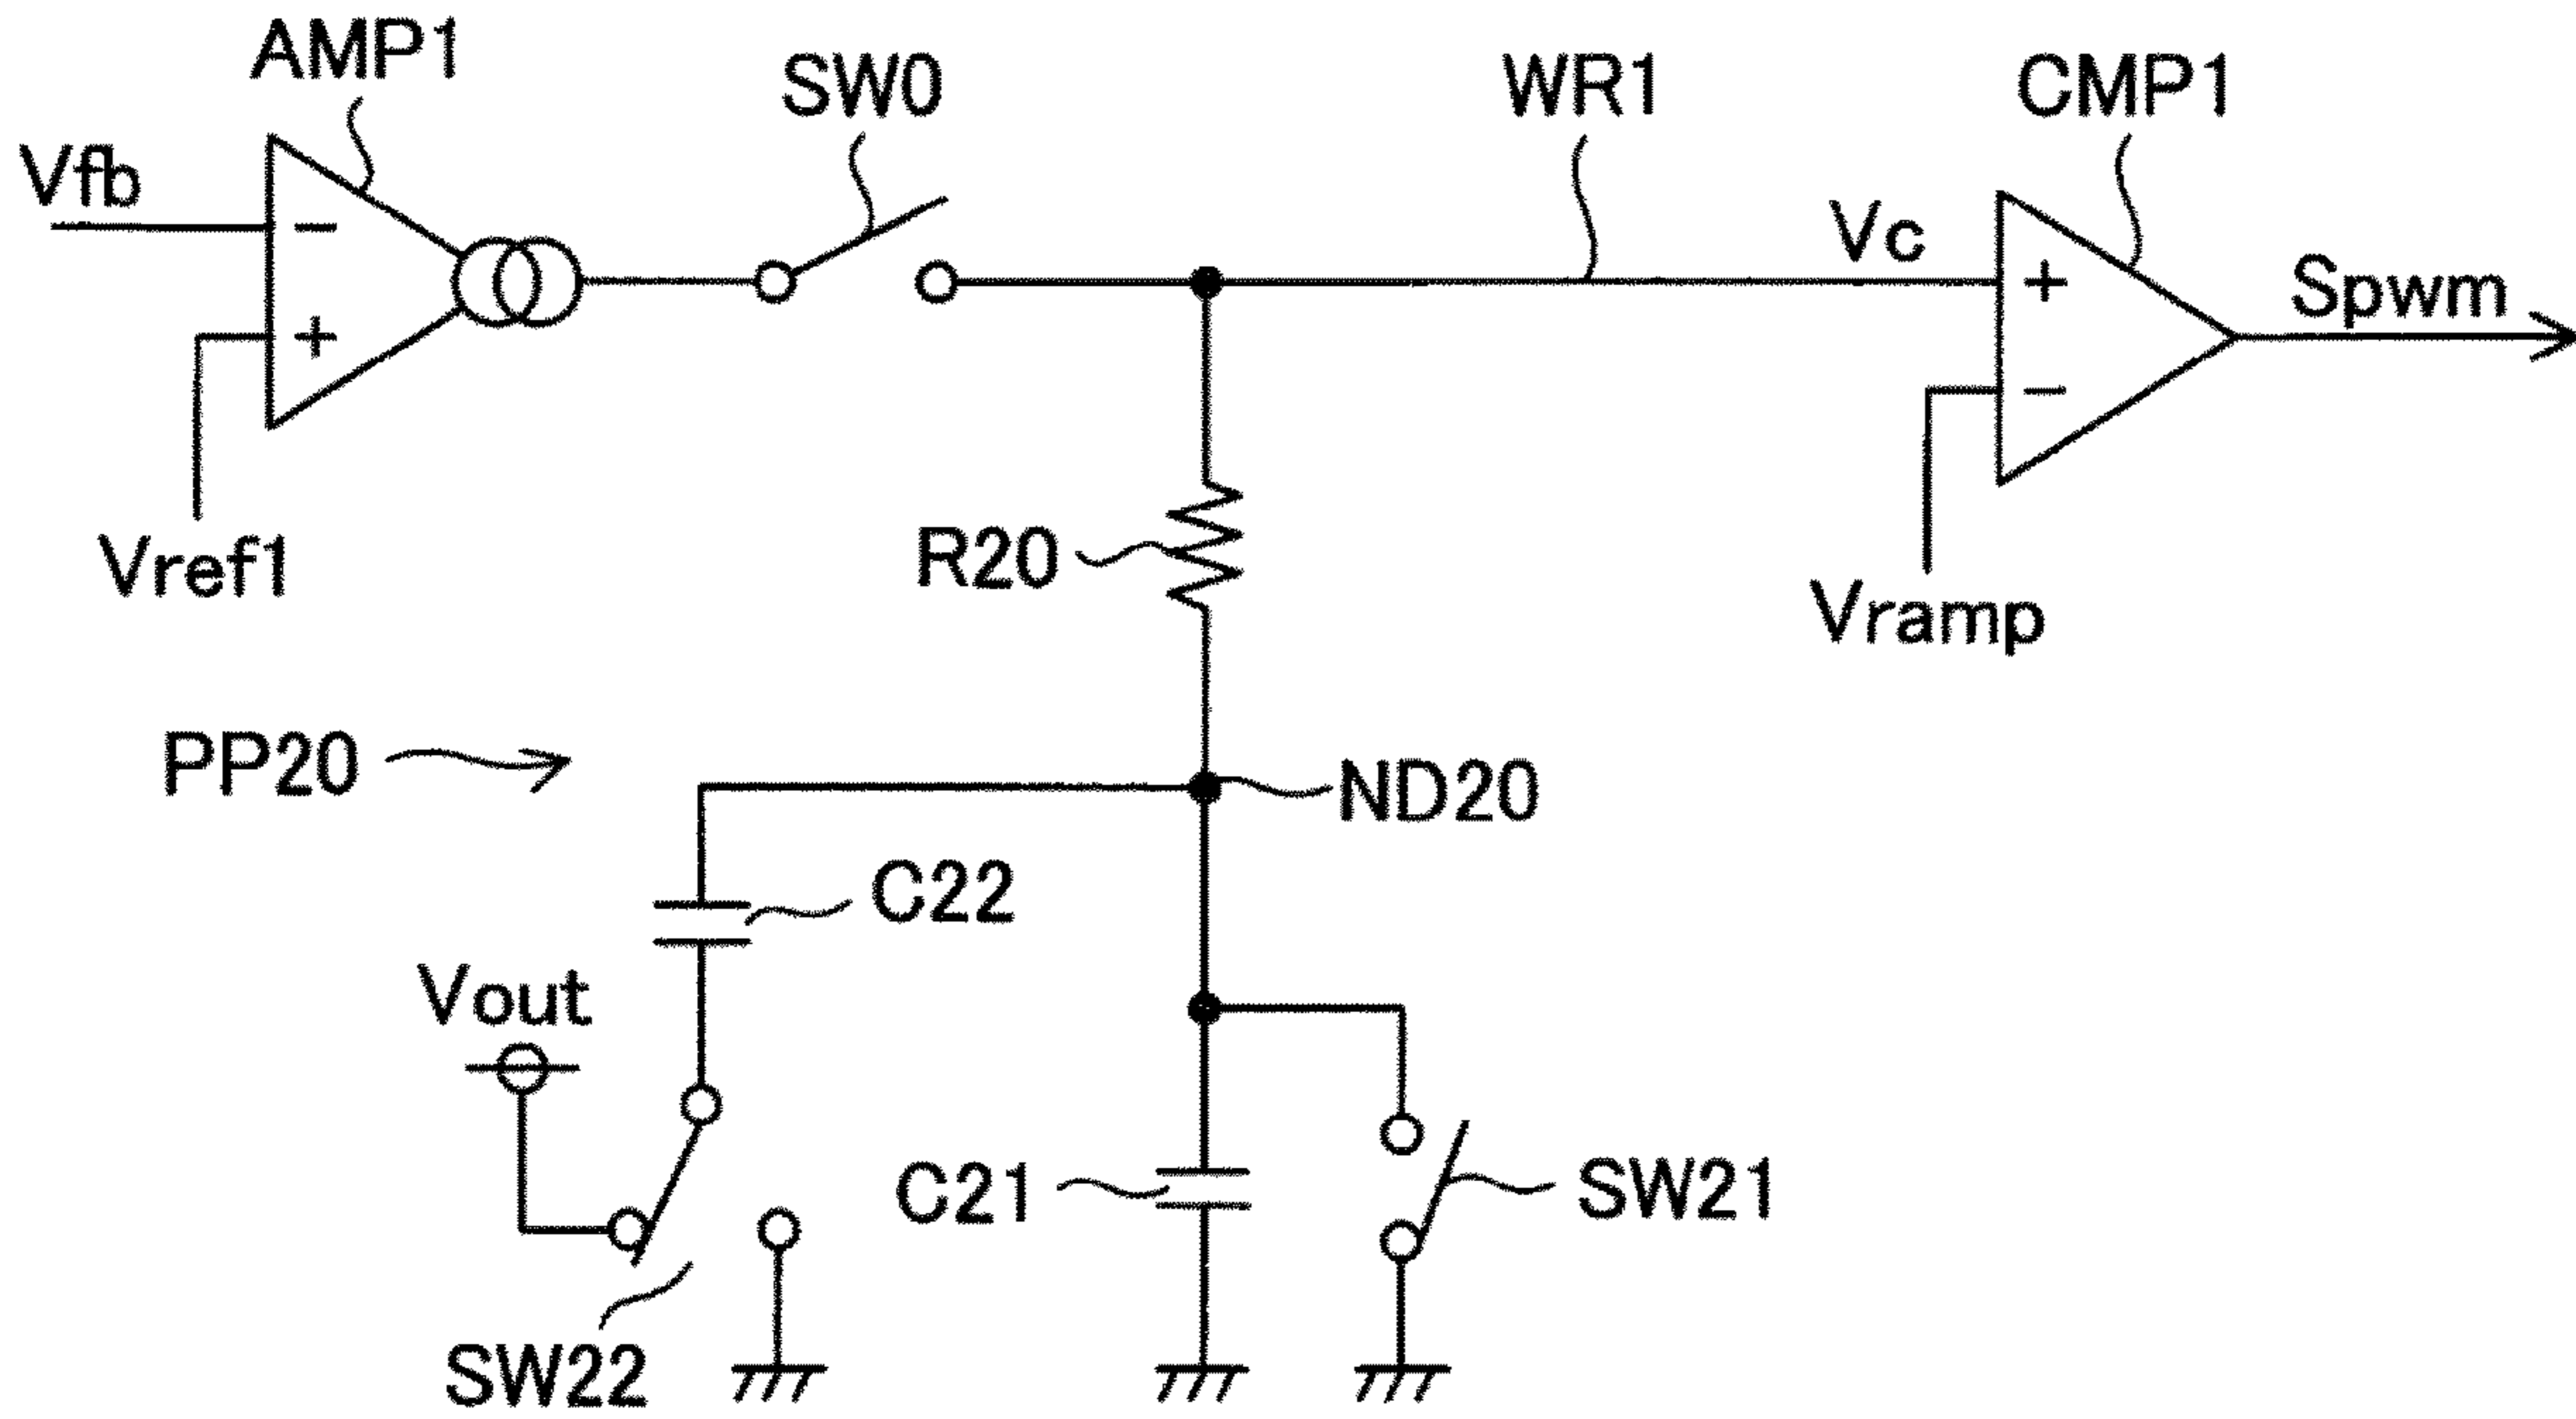 AMP1
SW0
WR1
CMP1
Vfb
−
+
Vref1
Vc
+
−
Spwm
Vramp
R20
PP20
ND20
C22
Vout
C21
SW21
SW22